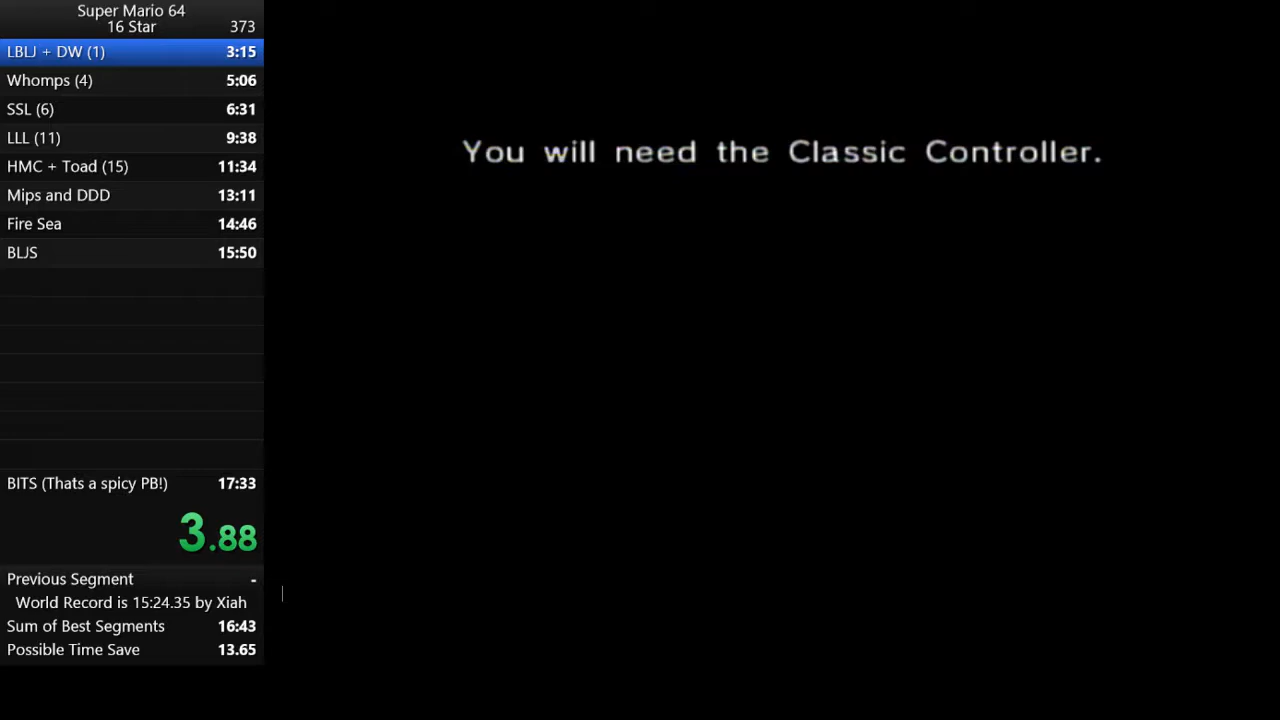 Super Mario 64
16 Star 373
LBLJ + DW (1) 3:15
Whomps (4) 5:06
SSL (6) 6:31
LLL (11) 9:38
HMC + Toad (15) 11:34
Mips and DDD 13:11
Fire Sea 14:46
BLJS 15:50
BITS (Thats a spicy PB!) 17:33
3.88
Previous Segment -
World Record is 15:24.35 by Xiah
Sum of Best Segments 16:43
Possible Time Save 13.65
You will need the Classic Controller.